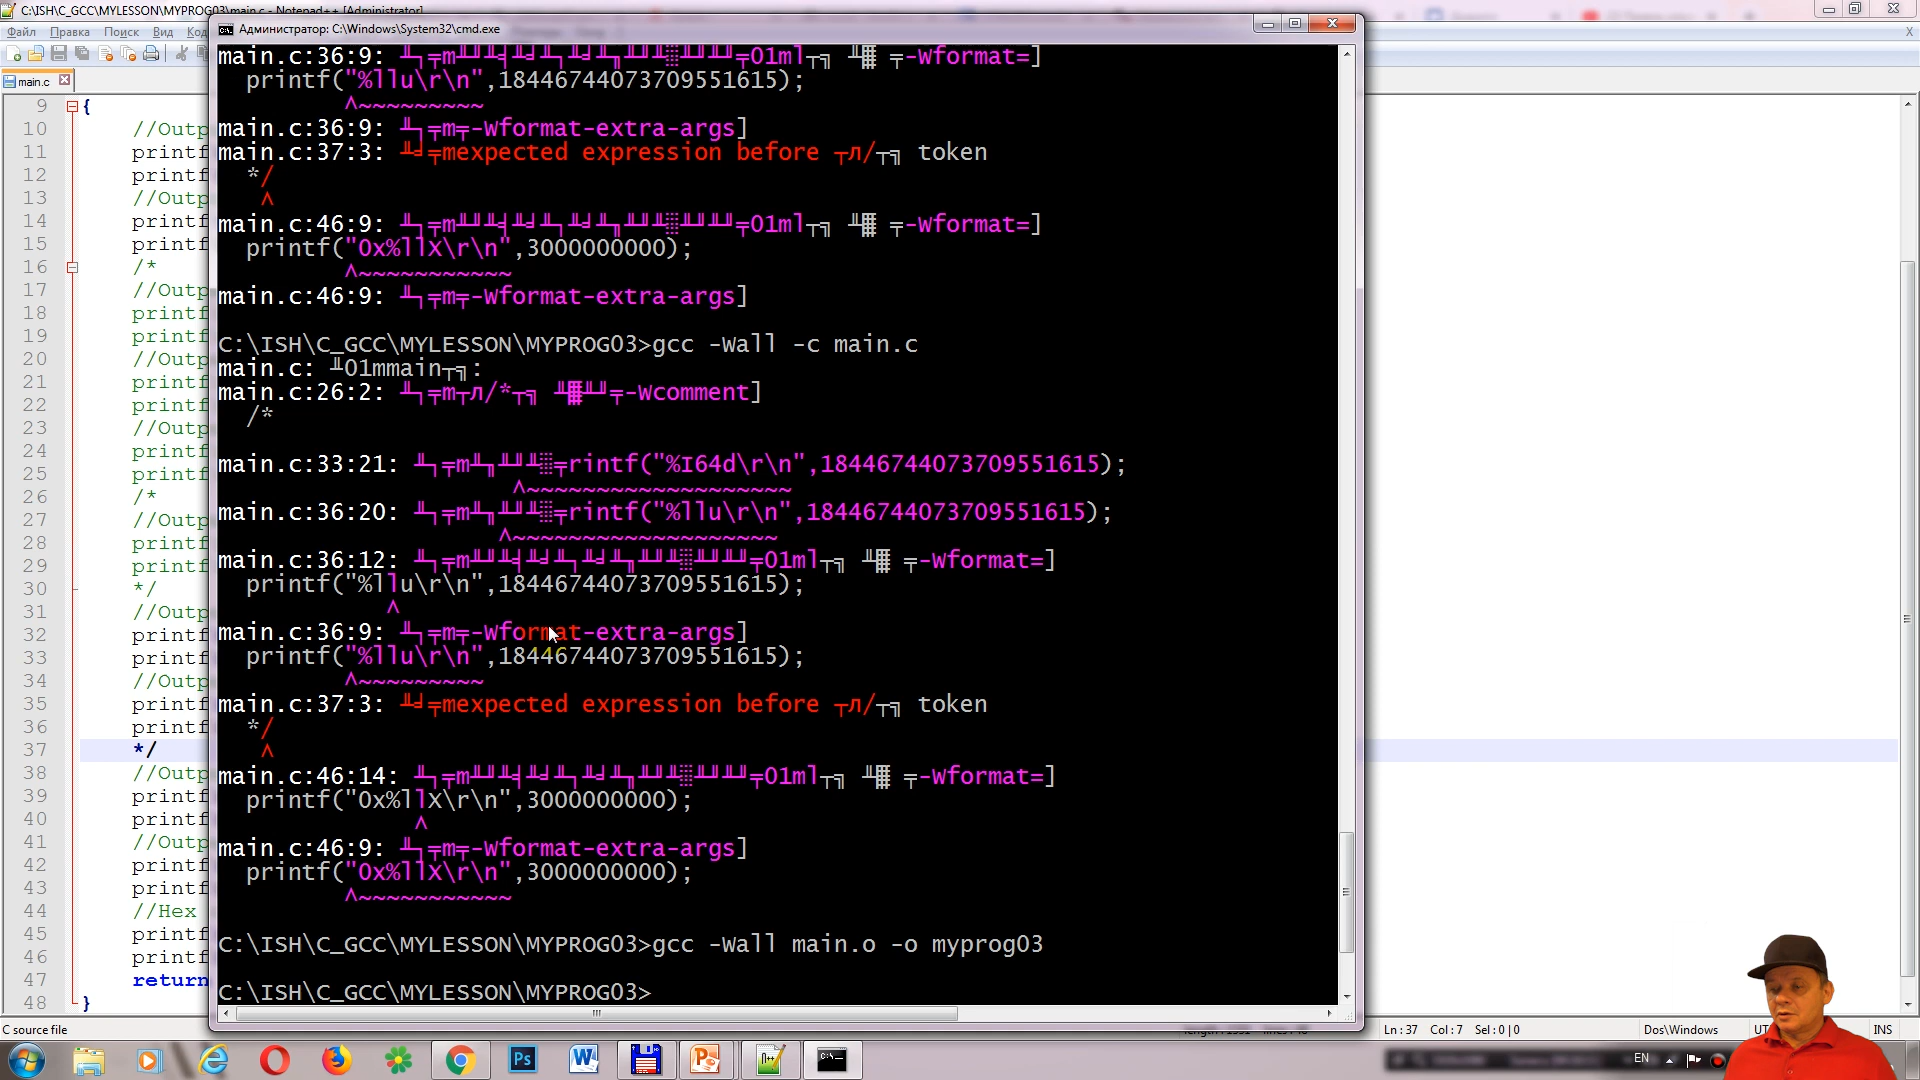 C:\ISH\C_GCC\MYLESSON\MYPROG03\main.c - Notepad++ [Administrator]
Файл Правка Поиск Вид
main.c
Администратор: C:\Windows\System32\cmd.exe
9 {
10 //Outp
11 printf
12 printf
13 //Outp
14 printf
15 printf
16 /*
17 //Outp
18 printf
19 printf
20 //Outp
21 printf
22 printf
23 //Outp
24 printf
25 printf
26 /*
27 //Outp
28 printf
29 printf
30 */
31 //Outp
32 printf
33 printf
34 //Outp
35 printf
36 printf
37 */
38 //Outp
39 printf
40 printf
41 //Outp
42 printf
43 printf
44 //Hex
45 printf
46 printf
47 return
48 }
main.c:36:9: -Wformat=]
printf("%llu\r\n",18446744073709551615);
^~~~~~~~~~
main.c:36:9: -Wformat-extra-args]
main.c:37:3: expected expression before token
*/
^
main.c:46:9: -Wformat=]
printf("0x%llX\r\n",3000000000);
^~~~~~~~~~~~
main.c:46:9: -Wformat-extra-args]
C:\ISH\C_GCC\MYLESSON\MYPROG03>gcc -Wall -c main.c
main.c: ╨01mmain┬╗:
main.c:26:2: -Wcomment]
/*
main.c:33:21: rintf("%I64d\r\n",18446744073709551615);
^~~~~~~~~~~~~~~~~~~~
main.c:36:20: rintf("%llu\r\n",18446744073709551615);
^~~~~~~~~~~~~~~~~~~~
main.c:36:12: -Wformat=]
printf("%llu\r\n",18446744073709551615);
^
main.c:36:9: -Wformat-extra-args]
printf("%llu\r\n",18446744073709551615);
^~~~~~~~~~
main.c:37:3: expected expression before token
*/
^
main.c:46:14: -Wformat=]
printf("0x%llX\r\n",3000000000);
^
main.c:46:9: -Wformat-extra-args]
printf("0x%llX\r\n",3000000000);
^~~~~~~~~~~~
C:\ISH\C_GCC\MYLESSON\MYPROG03>gcc -Wall main.o -o myprog03
C:\ISH\C_GCC\MYLESSON\MYPROG03>
C source file
Ln:37 Col:7 Sel:0|0
Dos\Windows
INS
Ps
W
EN